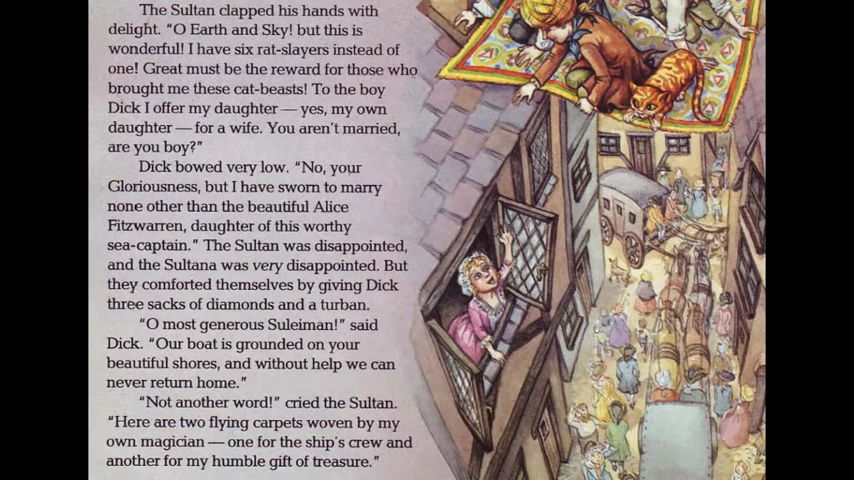 The Sultan clapped his hands with
delight. “O Earth and Sky! but this is
wonderful! I have six rat-slayers instead of
one! Great must be the reward for those who
brought me these cat-beasts! To the boy
Dick I offer my daughter — yes, my own
daughter — for a wife. You aren’t married,
are you boy?”
Dick bowed very low. “No, your
Gloriousness, but I have sworn to marry
none other than the beautiful Alice
Fitzwarren, daughter of this worthy
sea-captain.” The Sultan was disappointed,
and the Sultana was very disappointed. But
they comforted themselves by giving Dick
three sacks of diamonds and a turban.
“O most generous Suleiman!” said
Dick. “Our boat is grounded on your
beautiful shores, and without help we can
never return home.”
“Not another word!” cried the Sultan.
“Here are two flying carpets woven by my
own magician — one for the ship’s crew and
another for my humble gift of treasure.”